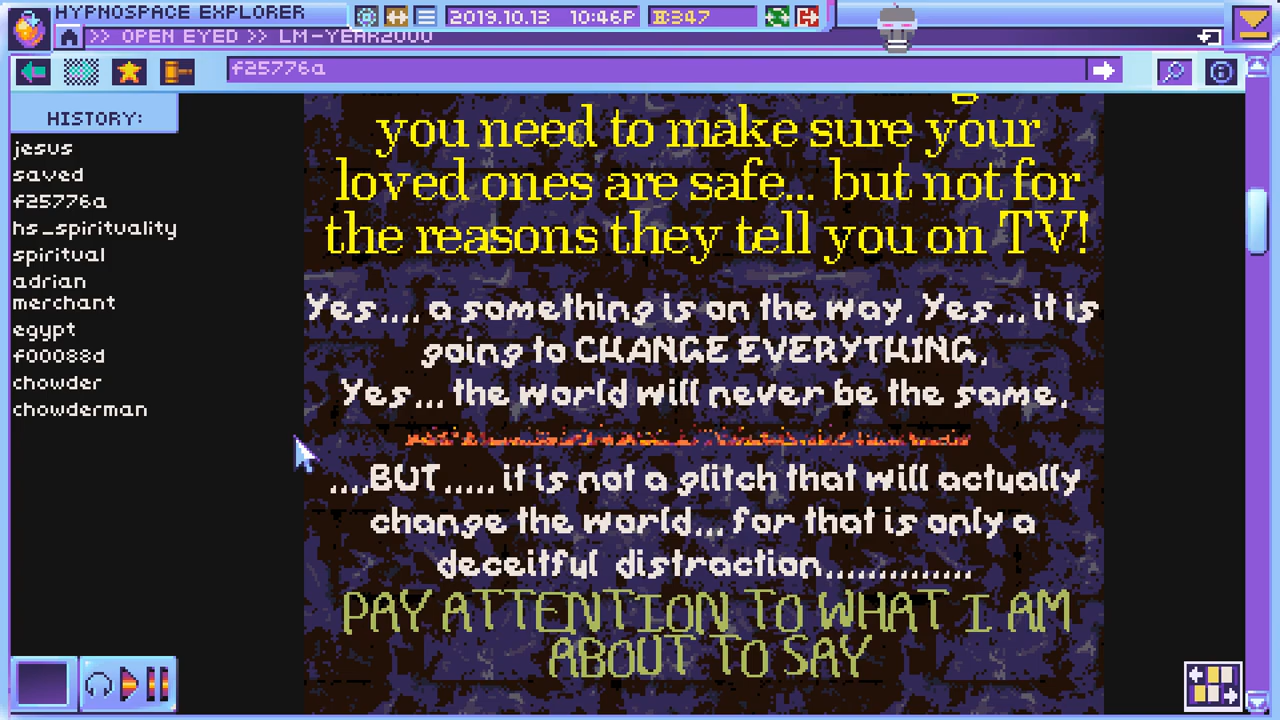 HYPNOSPACE EXPLORER
2019.10.13 10:46P
347
>> OPEN EYED >> LM-YEAR2000
f25776a
HISTORY:
jesus
saved
f25776a
hs_spirituality
spiritual
adrian
merchant
egypt
f00088d
chowder
chowderman
you need to make sure your
loved ones are safe... but not for
the reasons they tell you on TV!
Yes.... a something is on the way, Yes... it is
going to CHANGE EVERYTHING.
Yes... the world will never be the same.
....BUT..... it is not a glitch that will actually
change the world... for that is only a
deceitful distraction..............
PAY ATTENTION TO WHAT I AM
ABOUT TO SAY